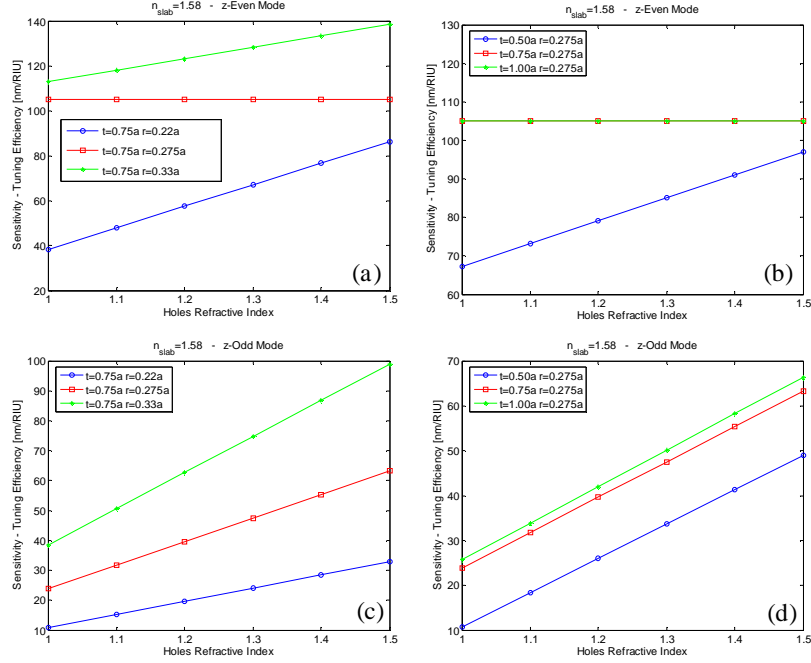 n_slab=1.58 - z-Even Mode
Sensitivity - Tuning Efficiency [nm/RIU]
140
120
100
80
60
40
20
t=0.75a r=0.22a
t=0.75a r=0.275a
t=0.75a r=0.33a
(a)
1 1.1 1.2 1.3 1.4 1.5
Holes Refractive Index
n_slab=1.58 - z-Even Mode
Sensitivity - Tuning Efficiency [nm/RIU]
130
120
110
100
90
80
70
60
t=0.50a r=0.275a
t=0.75a r=0.275a
t=1.00a r=0.275a
(b)
1 1.1 1.2 1.3 1.4 1.5
Holes Refractive Index
n_slab=1.58 - z-Odd Mode
Sensitivity - Tuning Efficiency [nm/RIU]
100
90
80
70
60
50
40
30
20
10
t=0.75a r=0.22a
t=0.75a r=0.275a
t=0.75a r=0.33a
(c)
1 1.1 1.2 1.3 1.4 1.5
Holes Refractive Index
n_slab=1.58 - z-Odd Mode
Sensitivity - Tuning Efficiency [nm/RIU]
70
60
50
40
30
20
10
t=0.50a r=0.275a
t=0.75a r=0.275a
t=1.00a r=0.275a
(d)
1 1.1 1.2 1.3 1.4 1.5
Holes Refractive Index